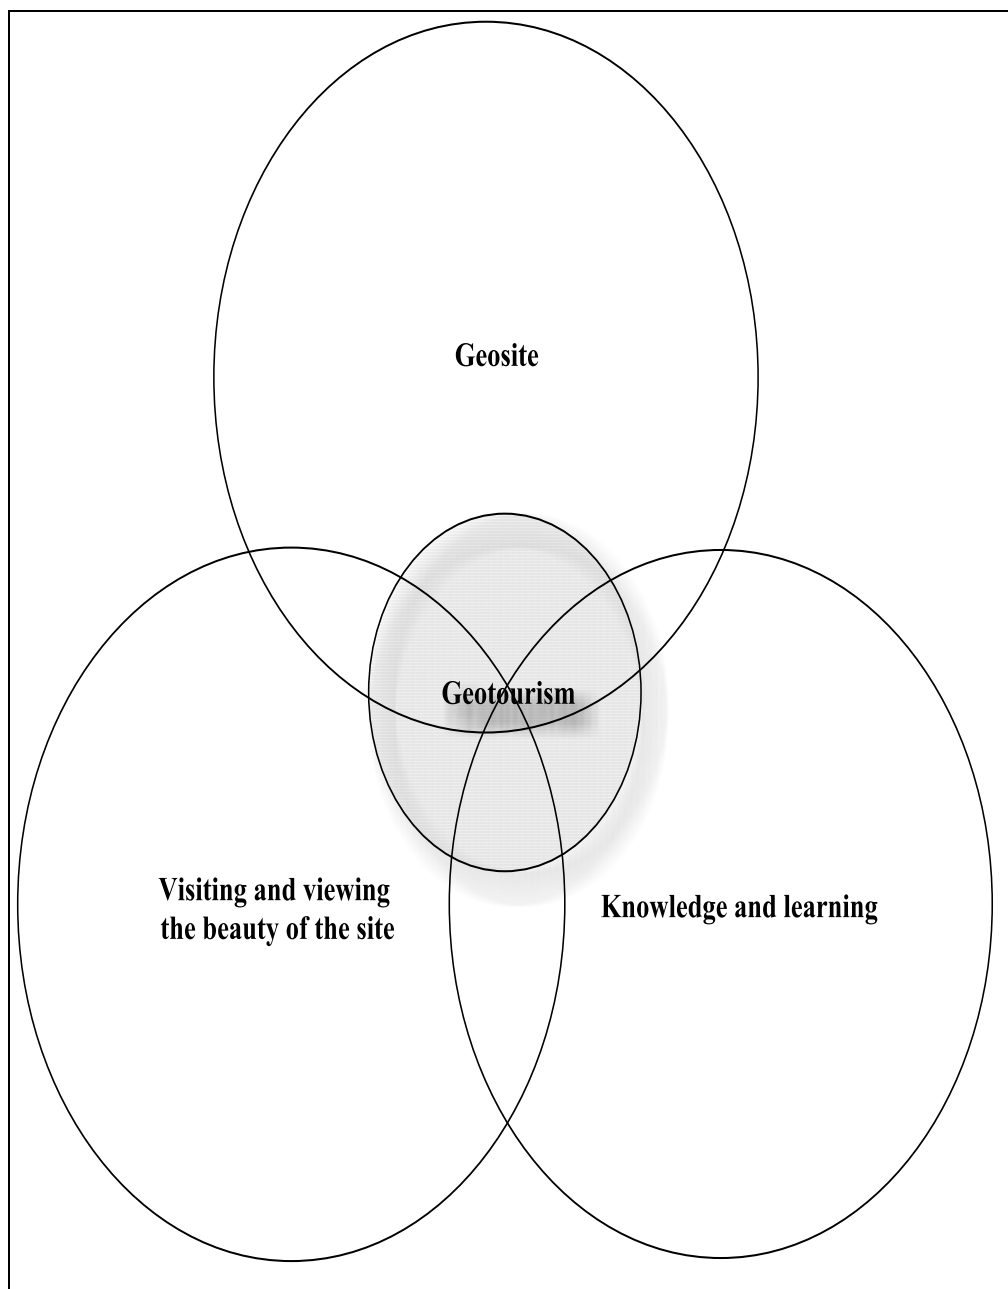 Geosite
Geotourism
Visiting and viewing
the beauty of the site
Knowledge and learning